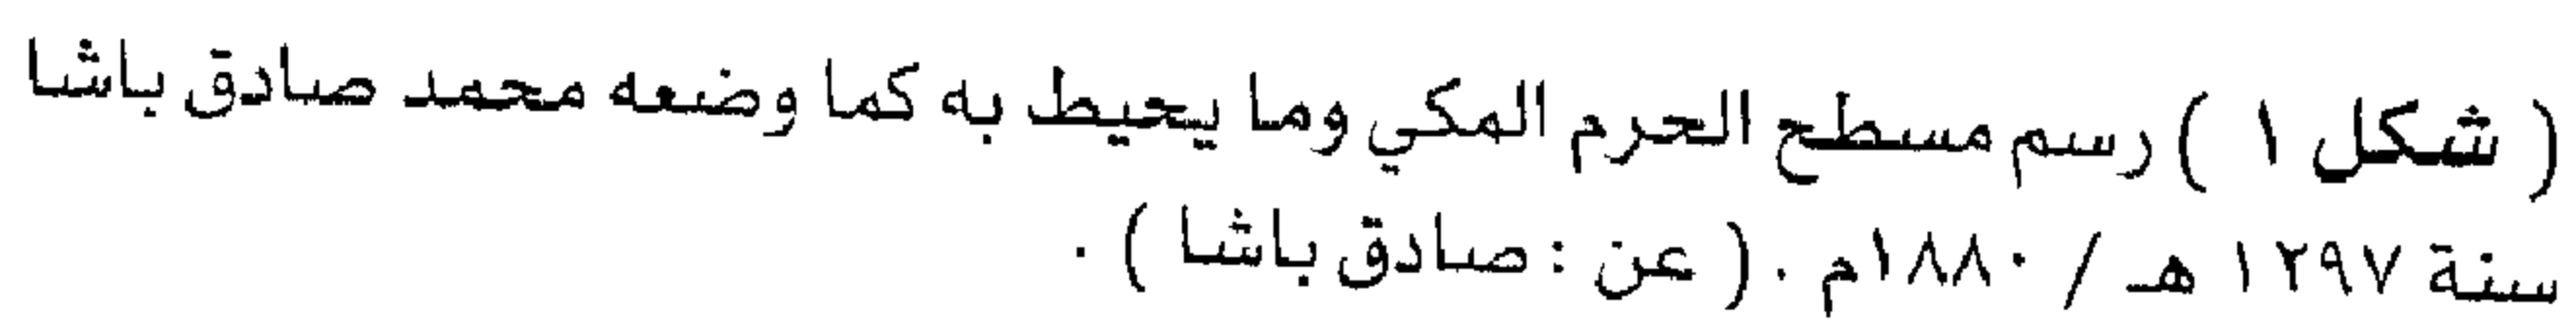 ( شكل ١ ) رسم مسطح الحرم المكي وما يحيط به كما وضعه محمد صادق باشا
سنة ١٢٩٧ هـ / ١٨٨٠م . ( عن : صادق باشا ) .